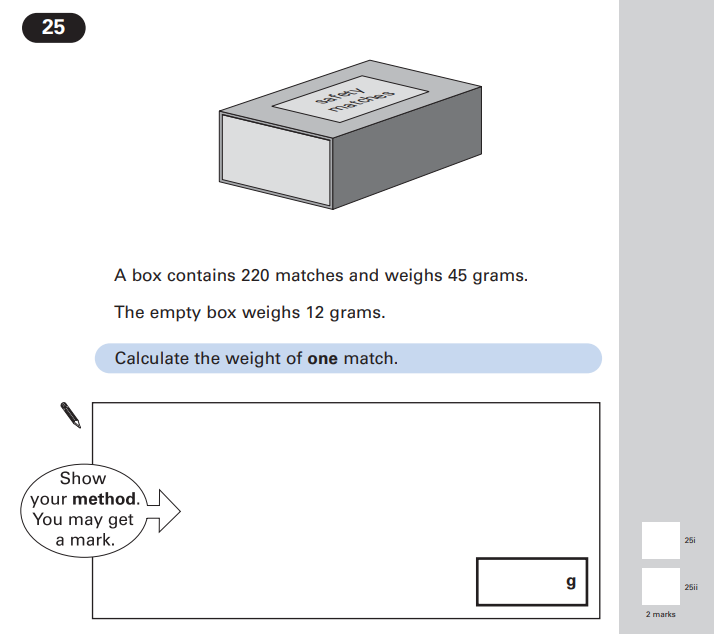 25
safety
matches
A box contains 220 matches and weighs 45 grams.
The empty box weighs 12 grams.
Calculate the weight of one match.
Show
your method.
You may get
a mark.
g
25i
25ii
2 marks